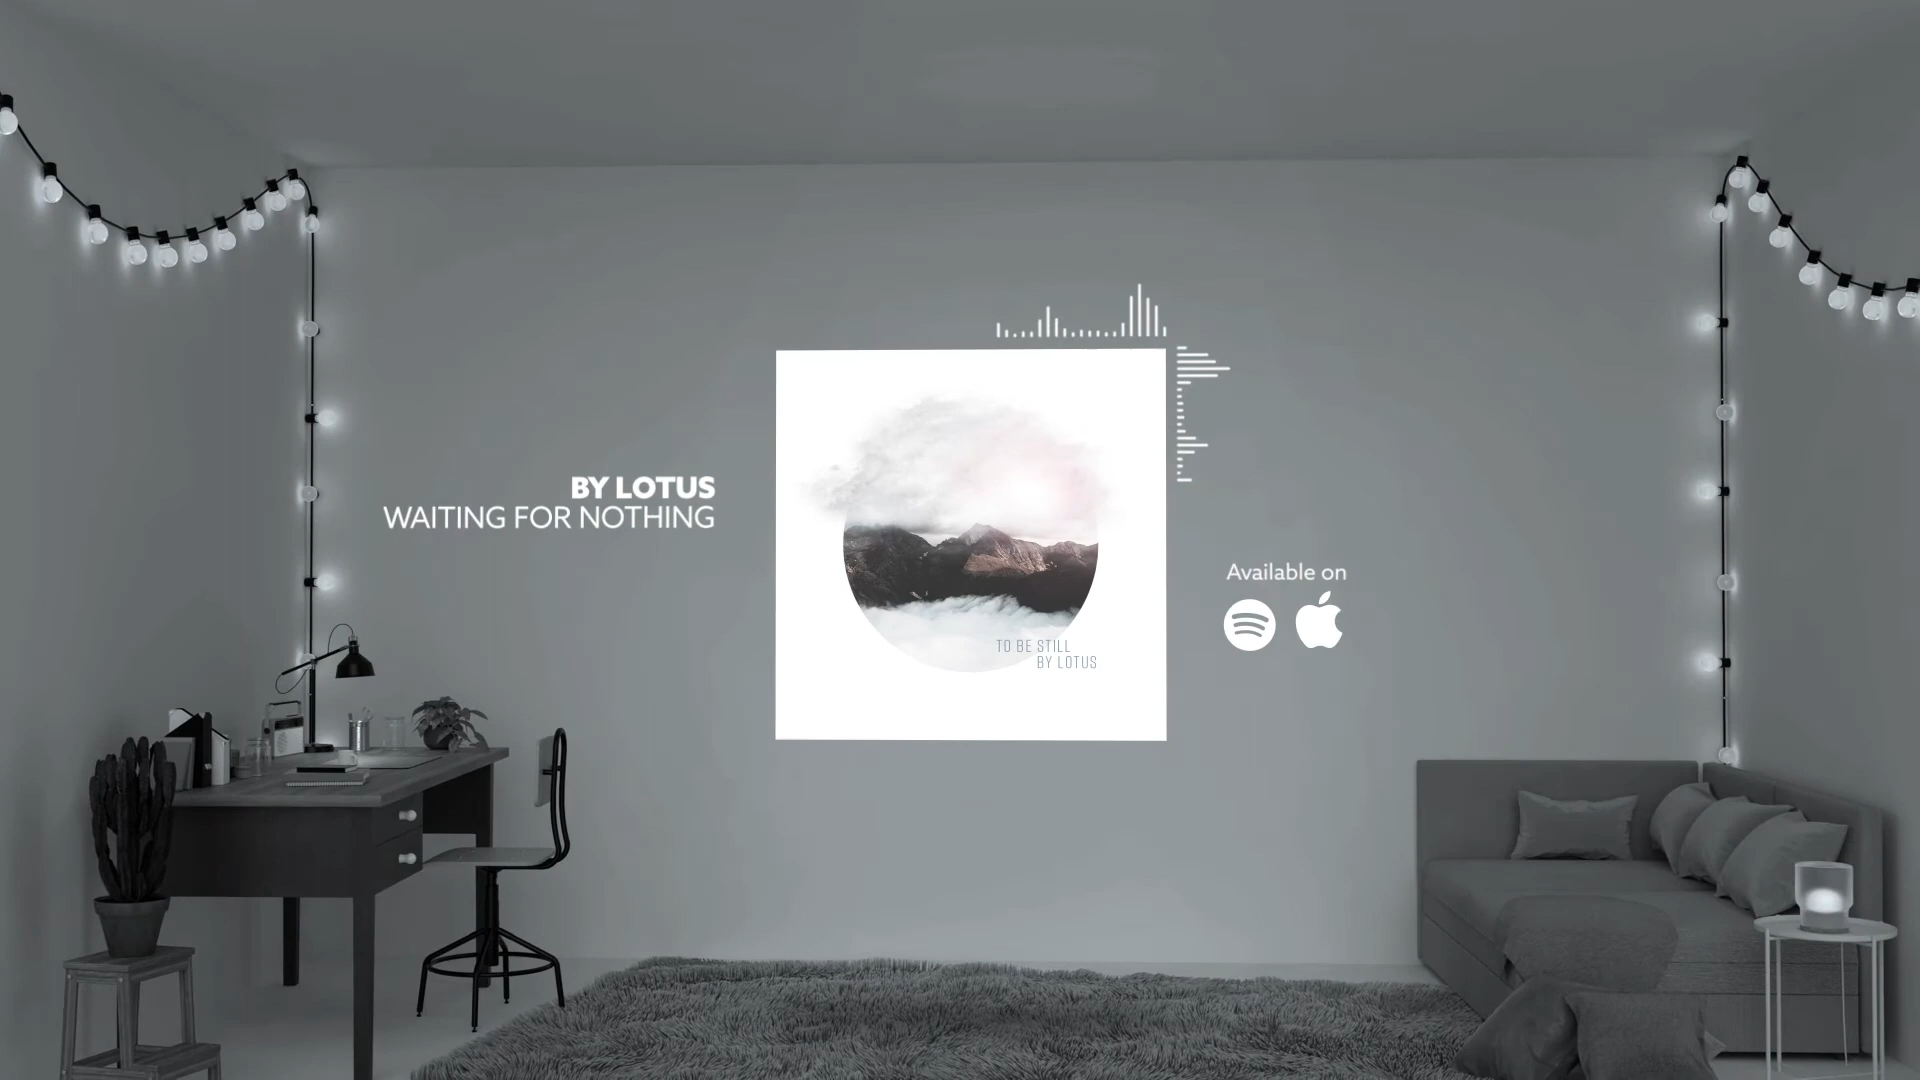 BY LOTUS
WAITING FOR NOTHING
TO BE STILL
BY LOTUS
Available on